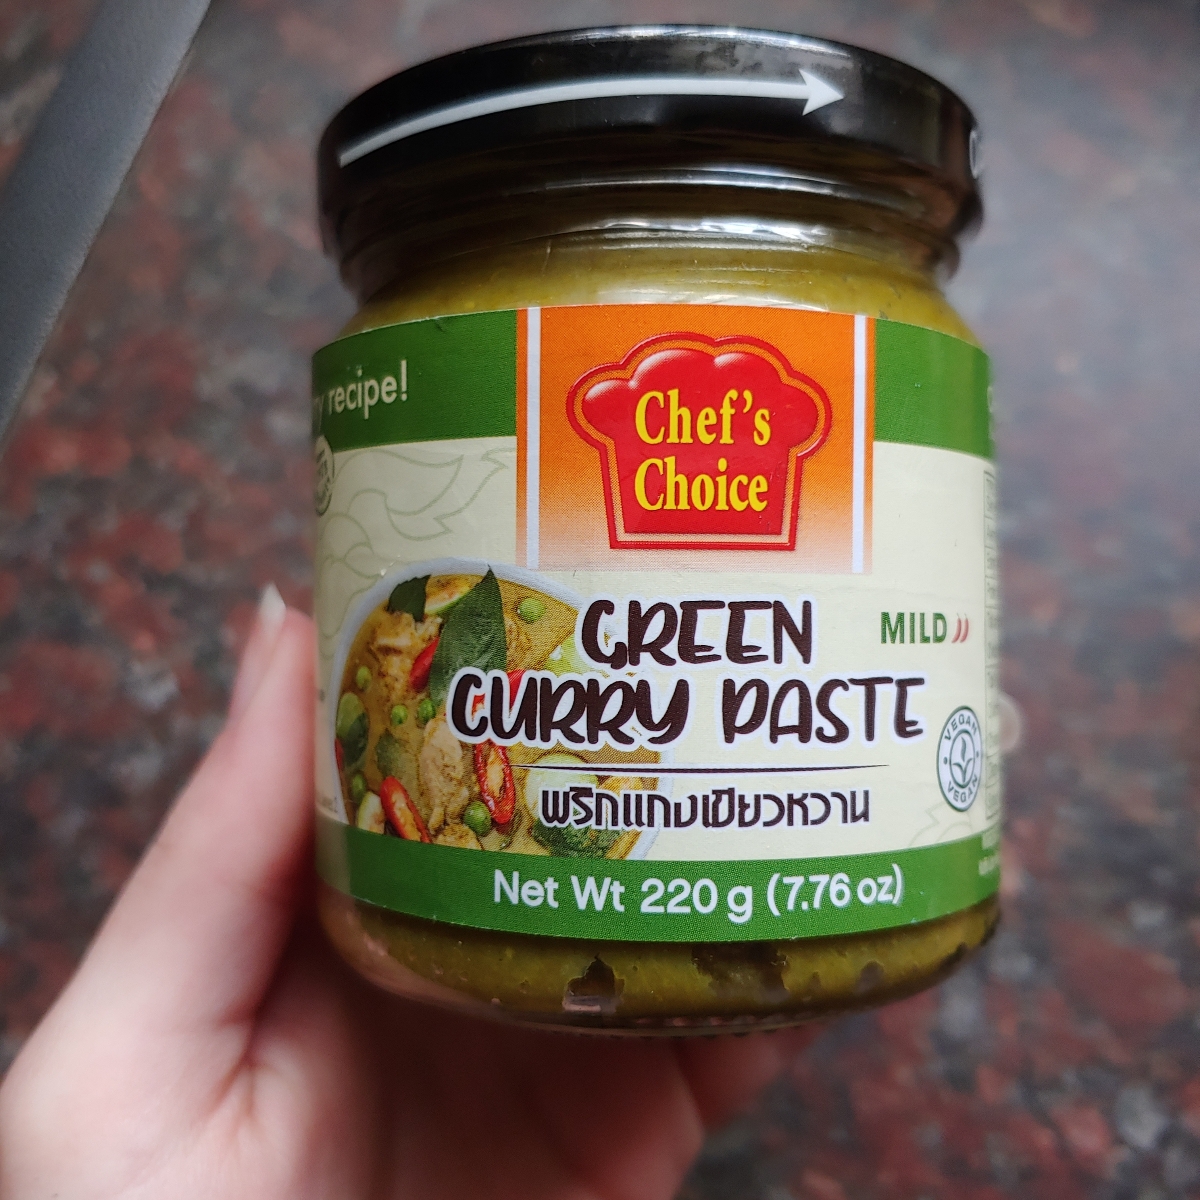 recipe!
Chef's
Choice
GREEN
CURRY PASTE
MILD
VEGAN
VEGAN
พริกแกงเขียวหวาน
Net Wt 220 g (7.76 oz)